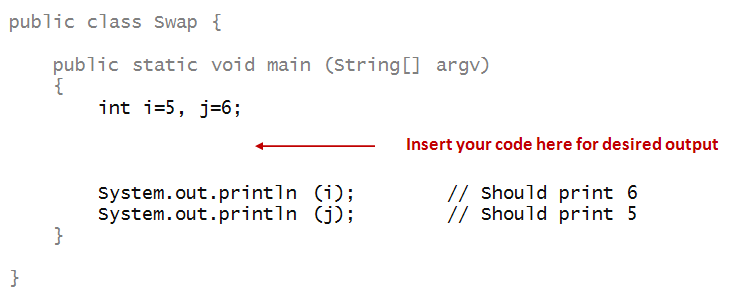 public class Swap {
public static void main (String[] argv)
{
int i=5, j=6;
Insert your code here for desired output
System.out.println (i); // Should print 6
System.out.println (j); // Should print 5
}
}